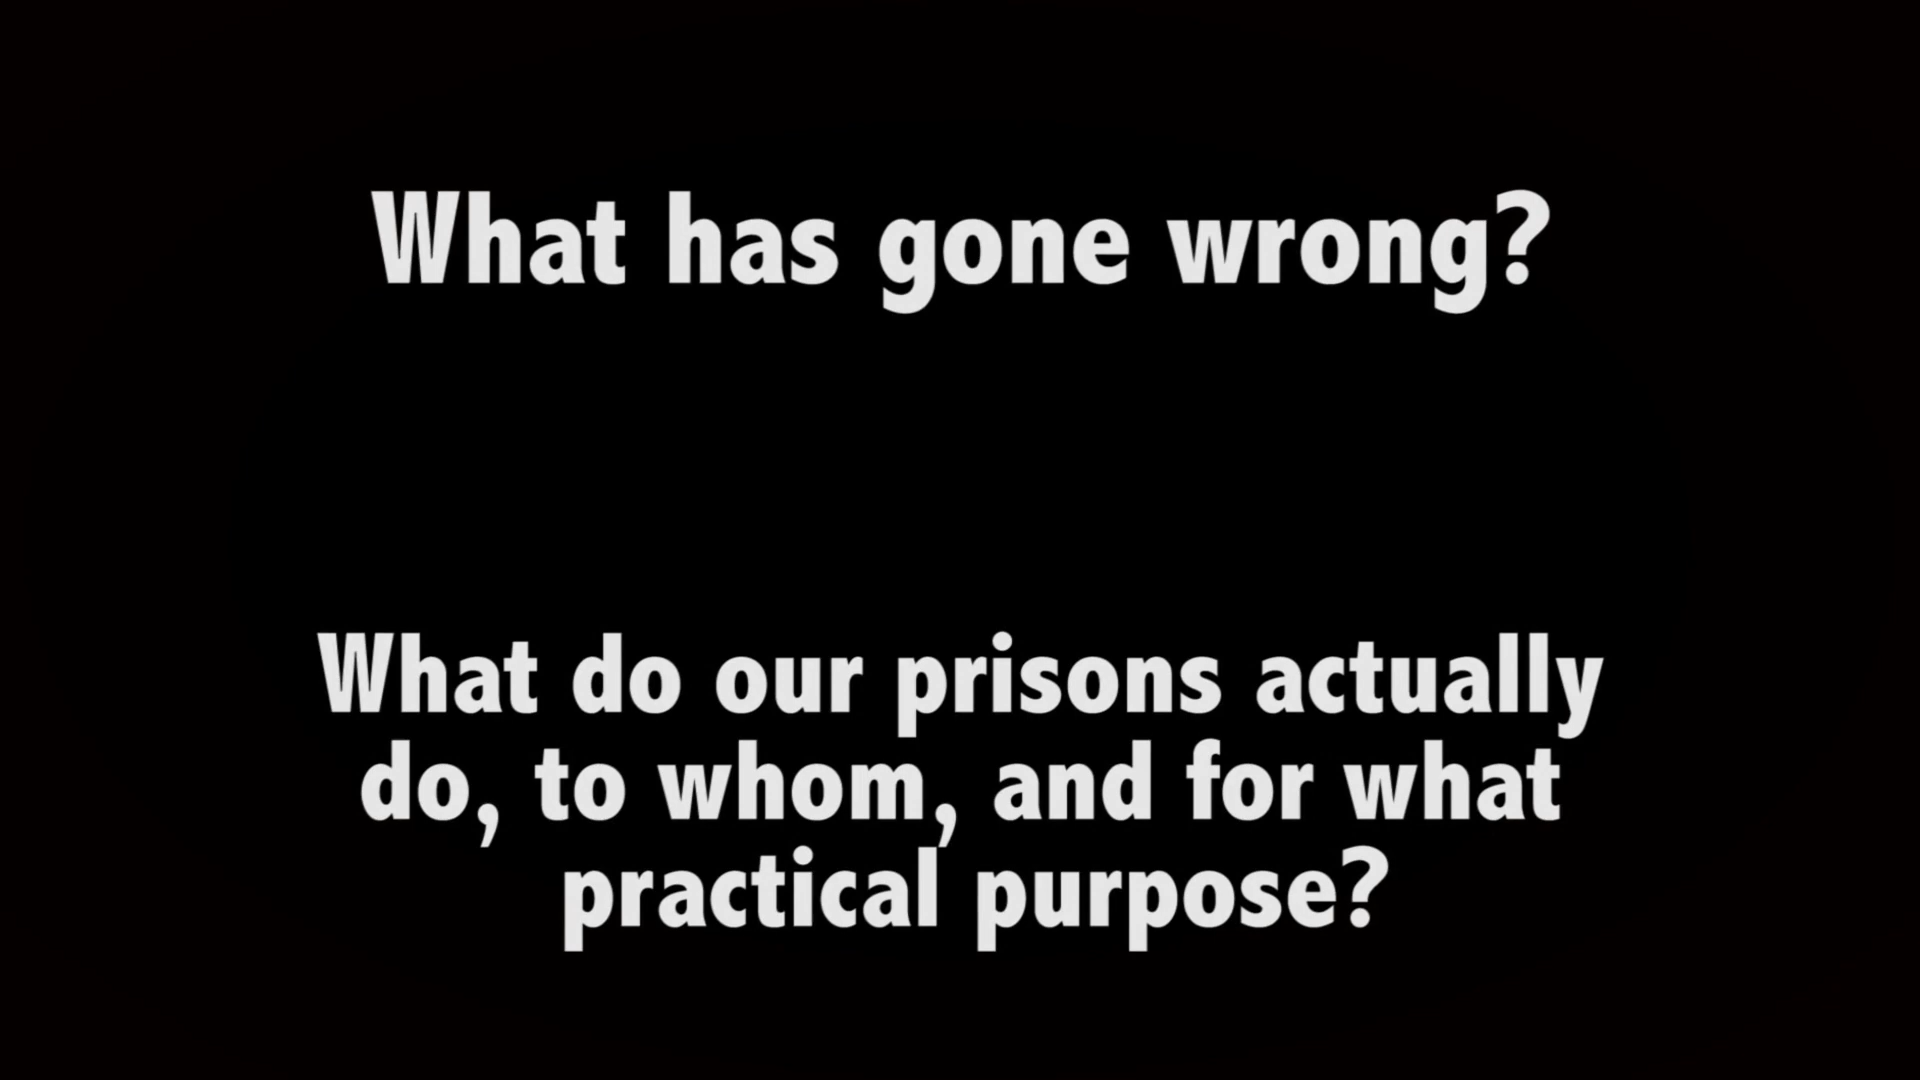 What has gone wrong?
What do our prisons actually
do, to whom, and for what
practical purpose?